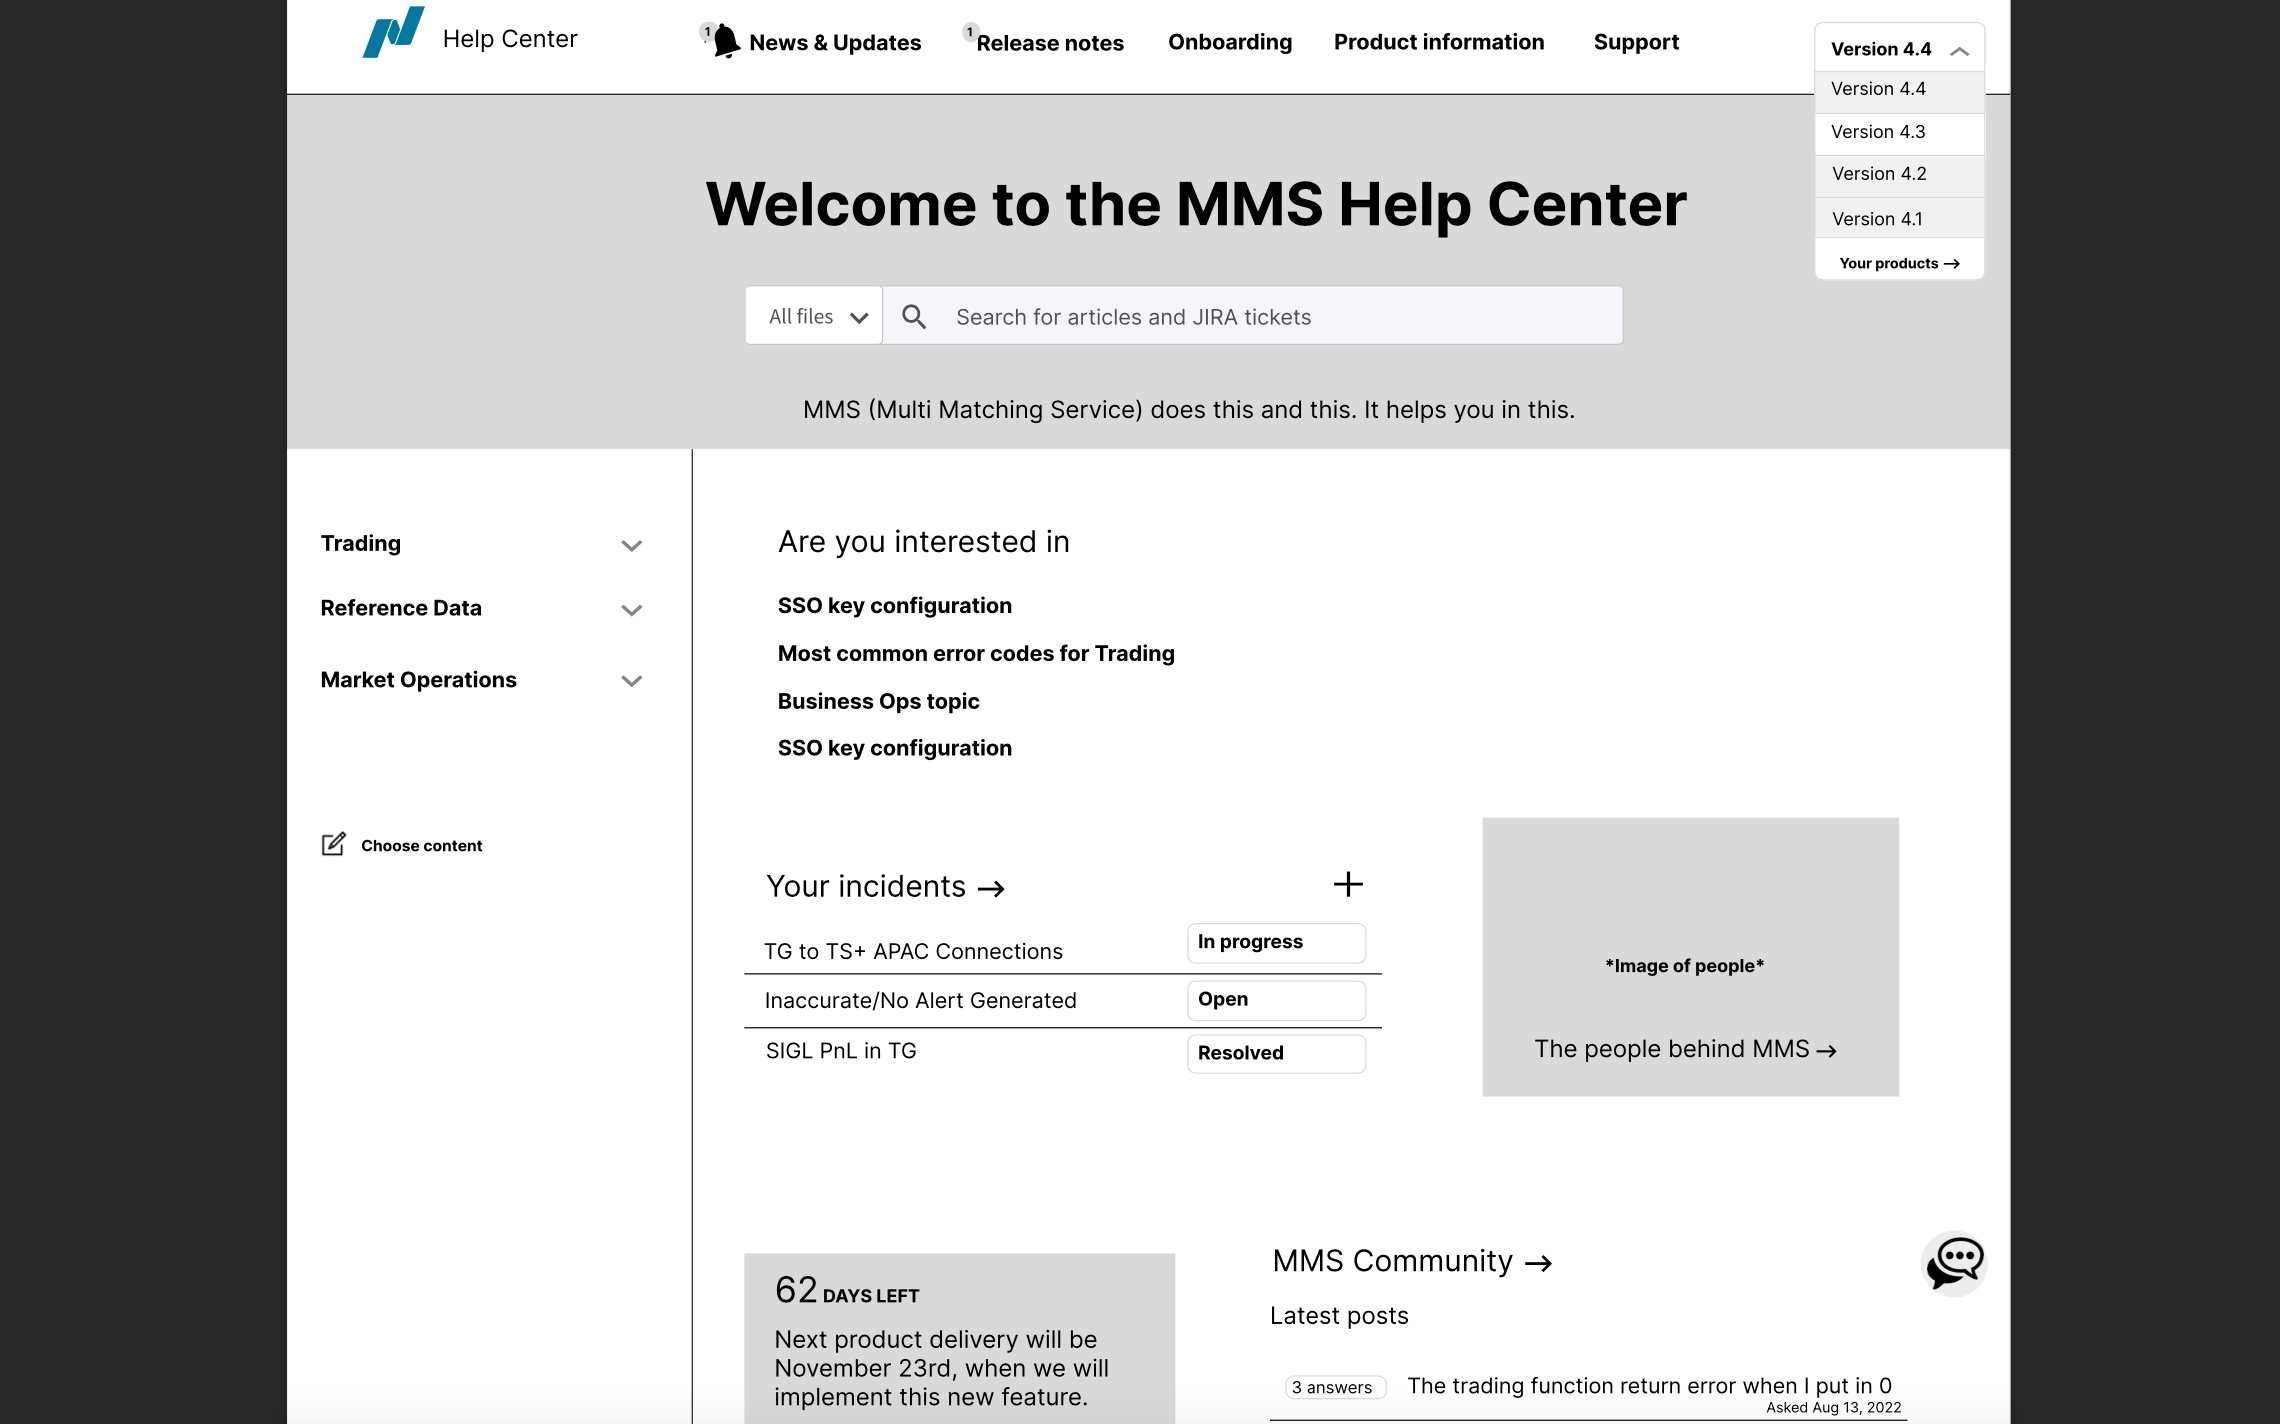 Help Center
1
News & Updates
1
Release notes
Onboarding
Product information
Support
Version 4.4
Version 4.4
Version 4.3
Version 4.2
Version 4.1
Your products →
Welcome to the MMS Help Center
All files
Search for articles and JIRA tickets
MMS (Multi Matching Service) does this and this. It helps you in this.
Trading
Reference Data
Market Operations
Choose content
Are you interested in
SSO key configuration
Most common error codes for Trading
Business Ops topic
SSO key configuration
Your incidents →
TG to TS+ APAC Connections
In progress
Inaccurate/No Alert Generated
Open
SIGL PnL in TG
Resolved
*Image of people*
The people behind MMS →
62 DAYS LEFT
Next product delivery will be
November 23rd, when we will
implement this new feature.
MMS Community →
Latest posts
3 answers
The trading function return error when I put in 0
Asked Aug 13, 2022